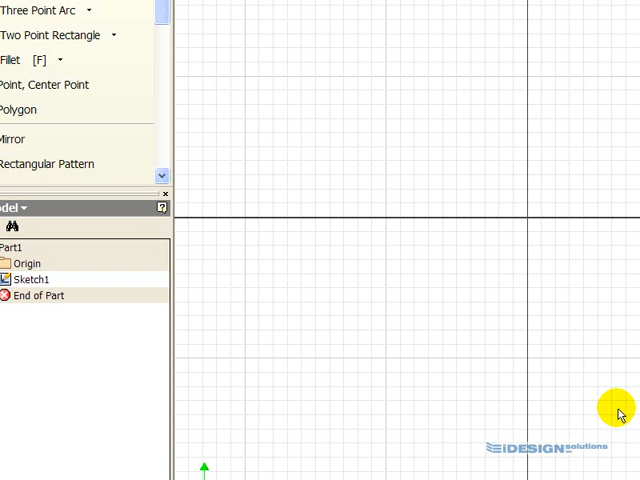 Three Point Arc
Two Point Rectangle
Fillet [F]
Point, Center Point
Polygon
Mirror
Rectangular Pattern
odel
Part1
Origin
Sketch1
End of Part
iDESIGN solutions